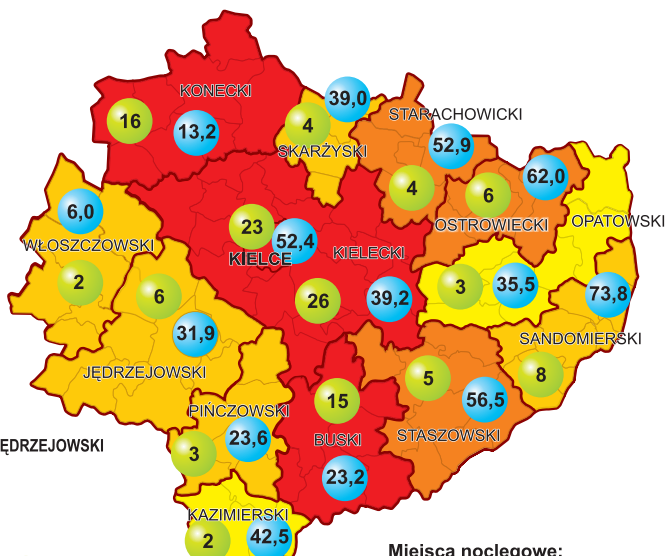 KONECKI
39,0
16
13,2
4
STARACHOWICKI
SKARŻYSKI
52,9
62,0
4
6
6,0
23
OSTROWIECKI
OPATOWSKI
WŁOSZCZOWSKI
52,4
KIELECKI
KIELCE
2
6
26
39,2
3
35,5
73,8
31,9
SANDOMIERSKI
JĘDRZEJOWSKI
5
8
PIŃCZOWSKI
15
56,5
ĘDRZEJOWSKI
23,6
BUSKI
STASZOWSKI
3
23,2
KAZIMIERSKI
2
42,5
Miejsca noclegowe: